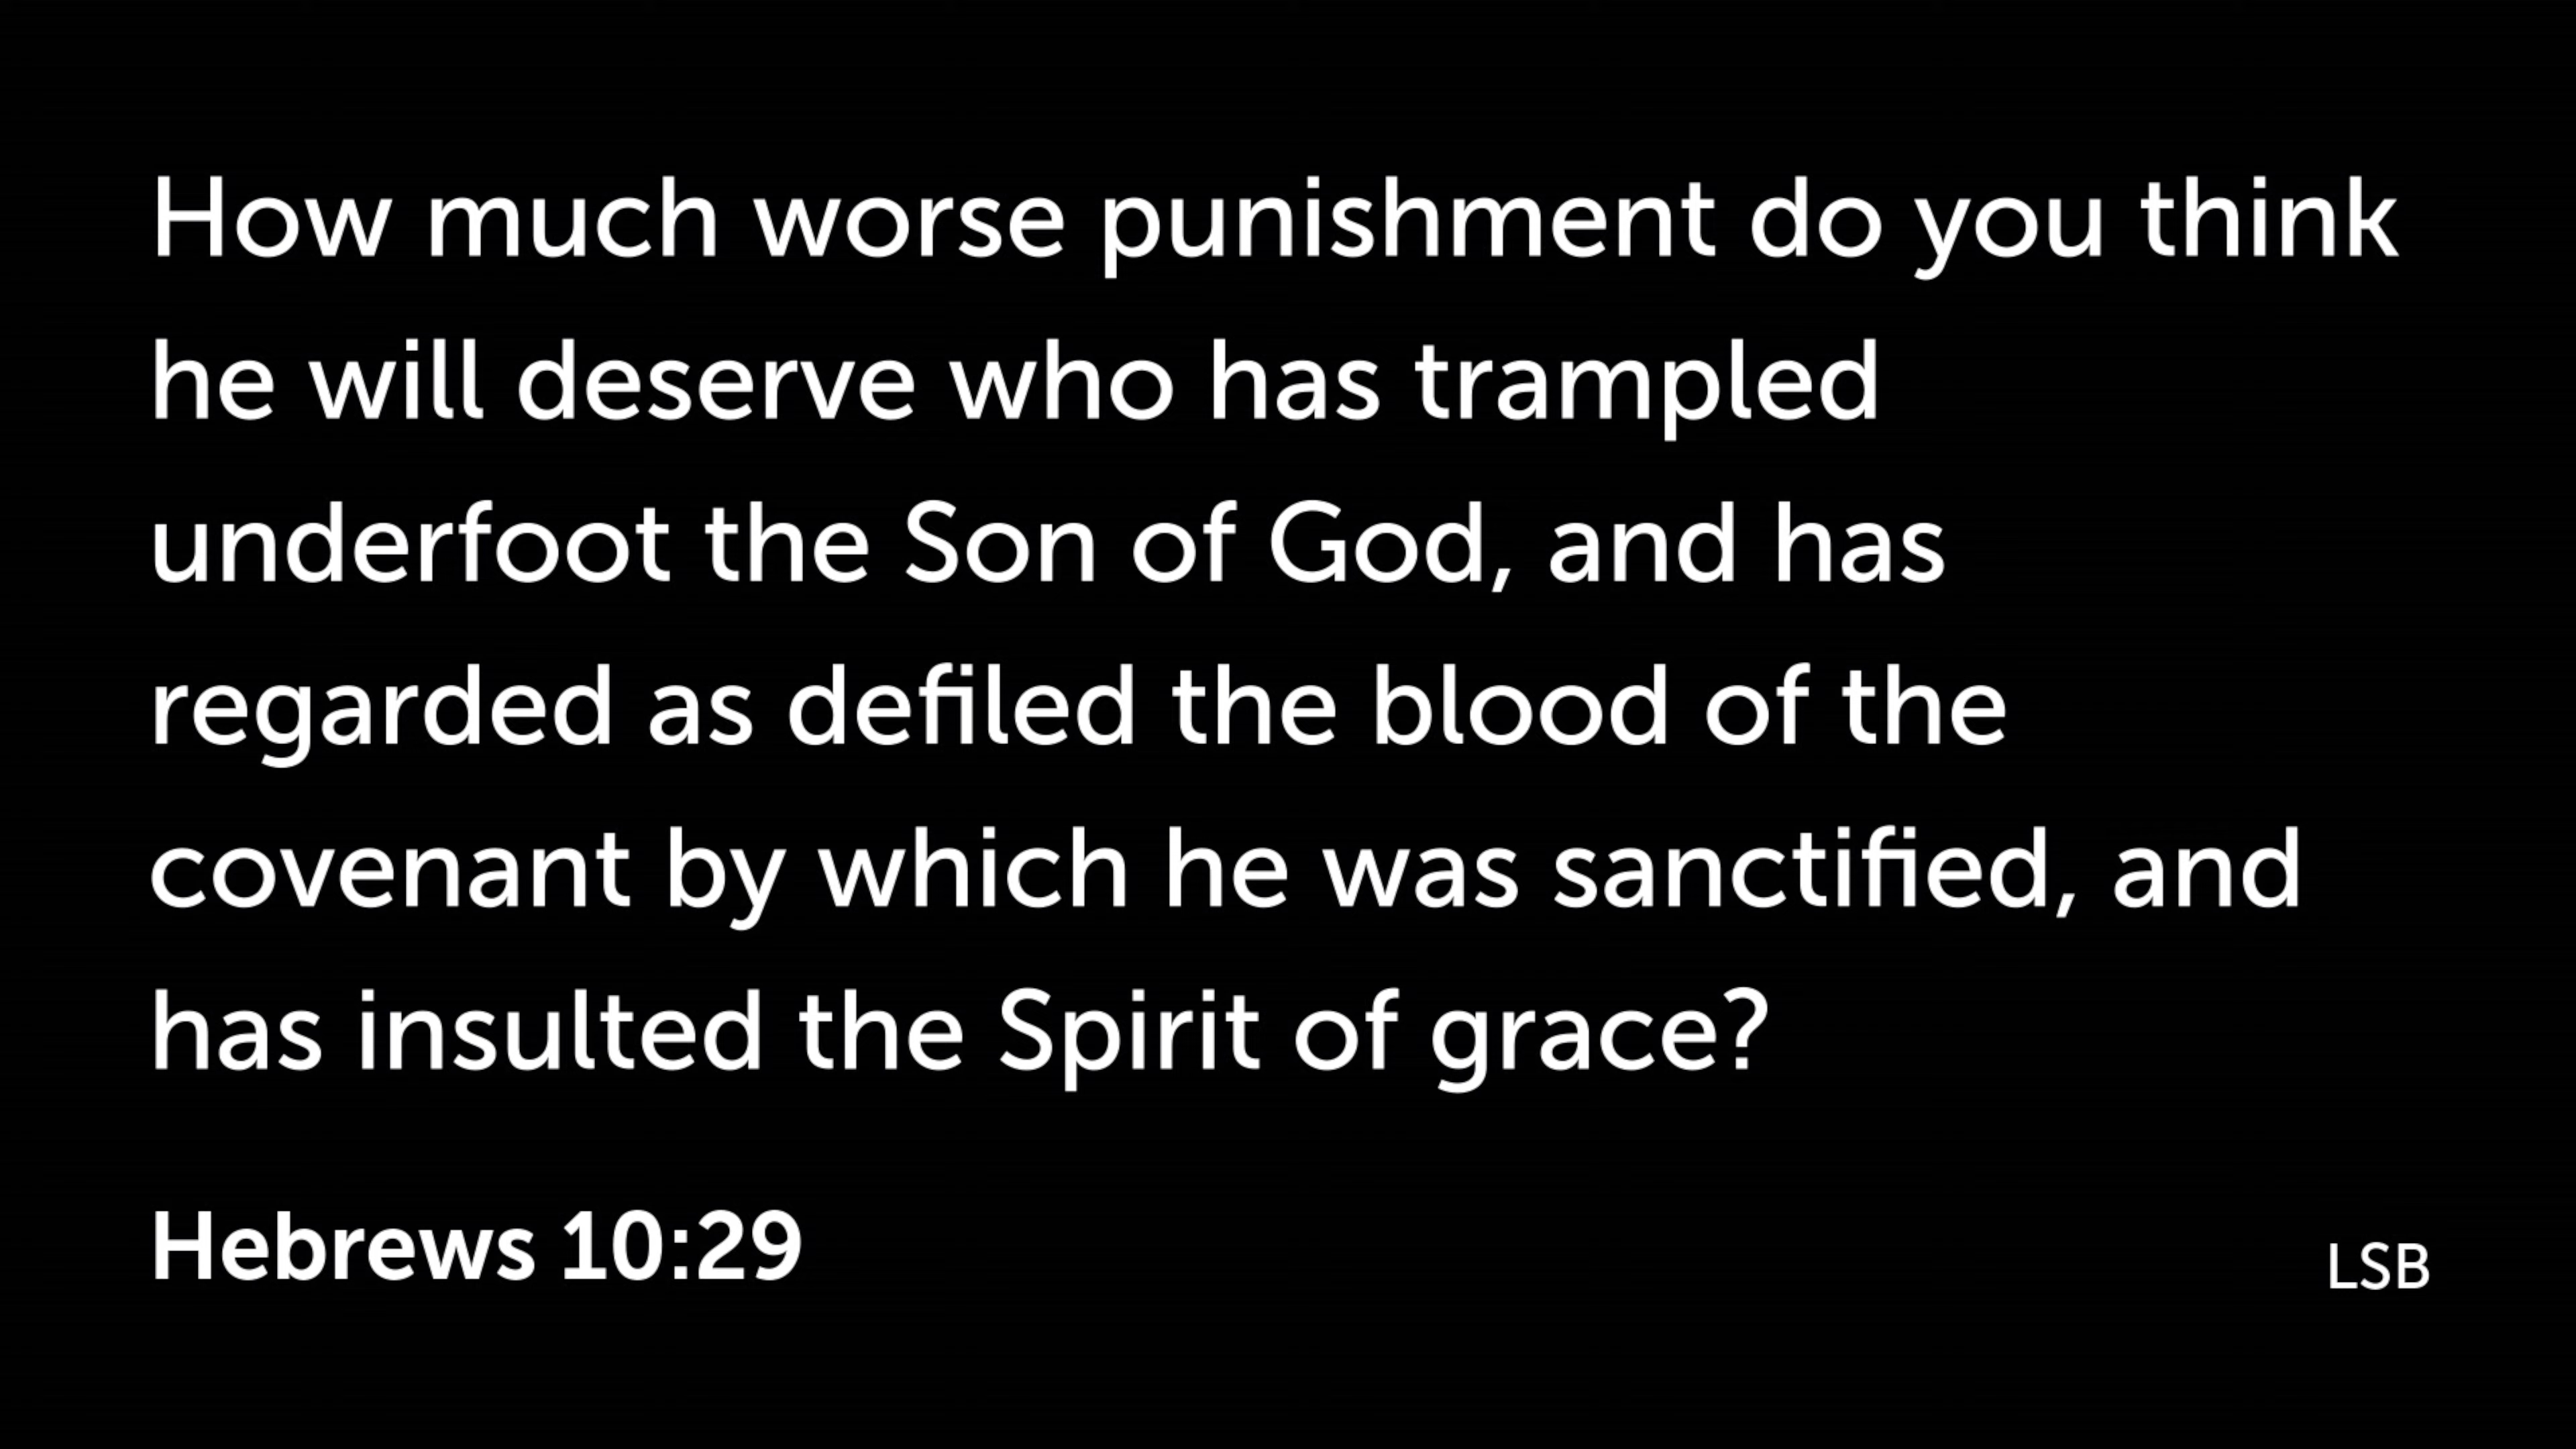 How much worse punishment do you think
he will deserve who has trampled
underfoot the Son of God, and has
regarded as defiled the blood of the
covenant by which he was sanctified, and
has insulted the Spirit of grace?
Hebrews 10:29
LSB